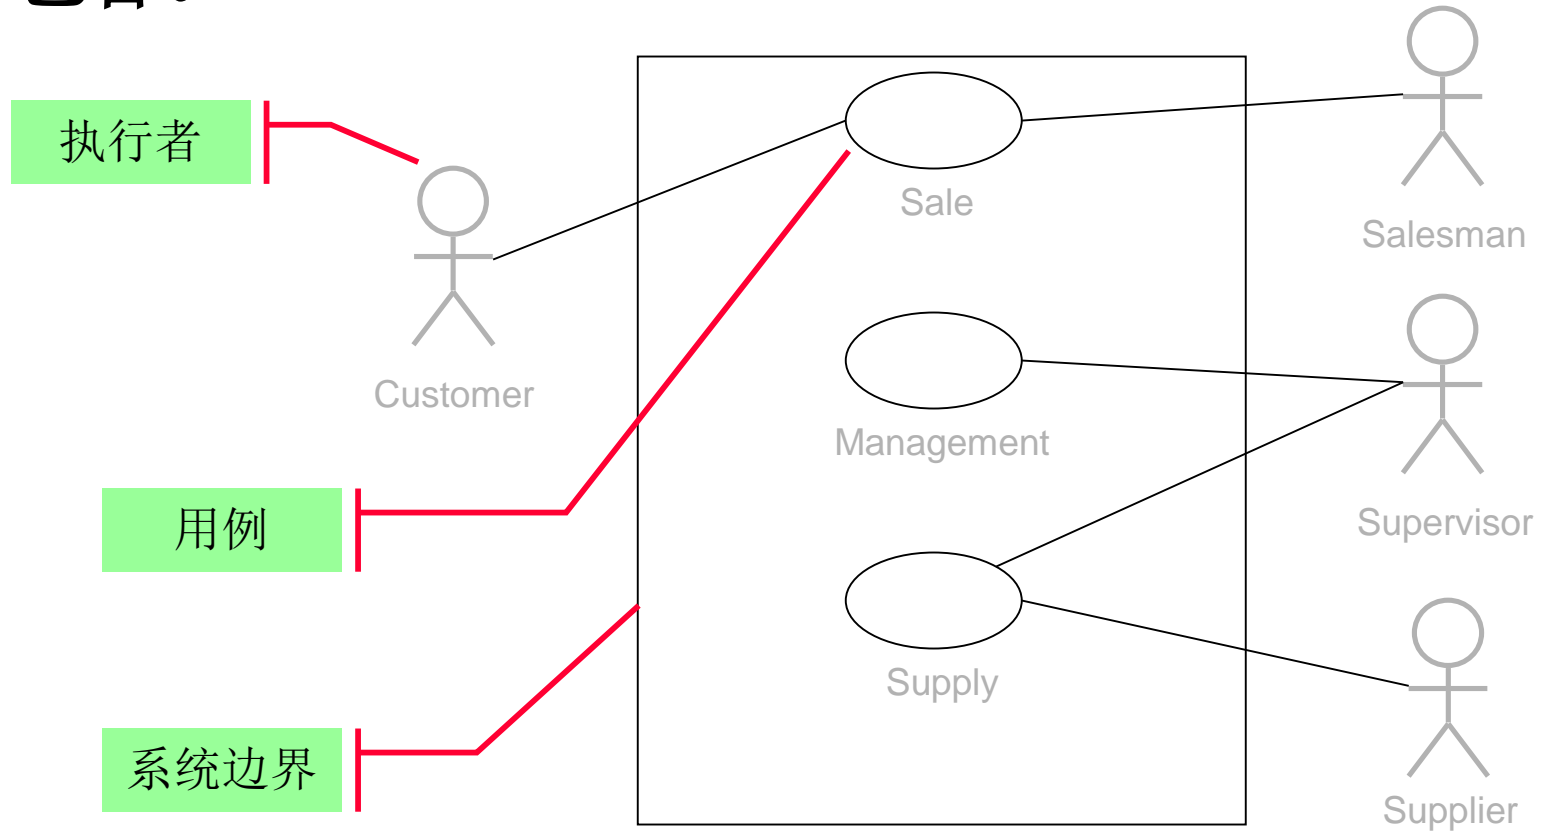 执行者
Sale
Salesman
Customer
Management
用例
Supervisor
Supply
系统边界
Supplier